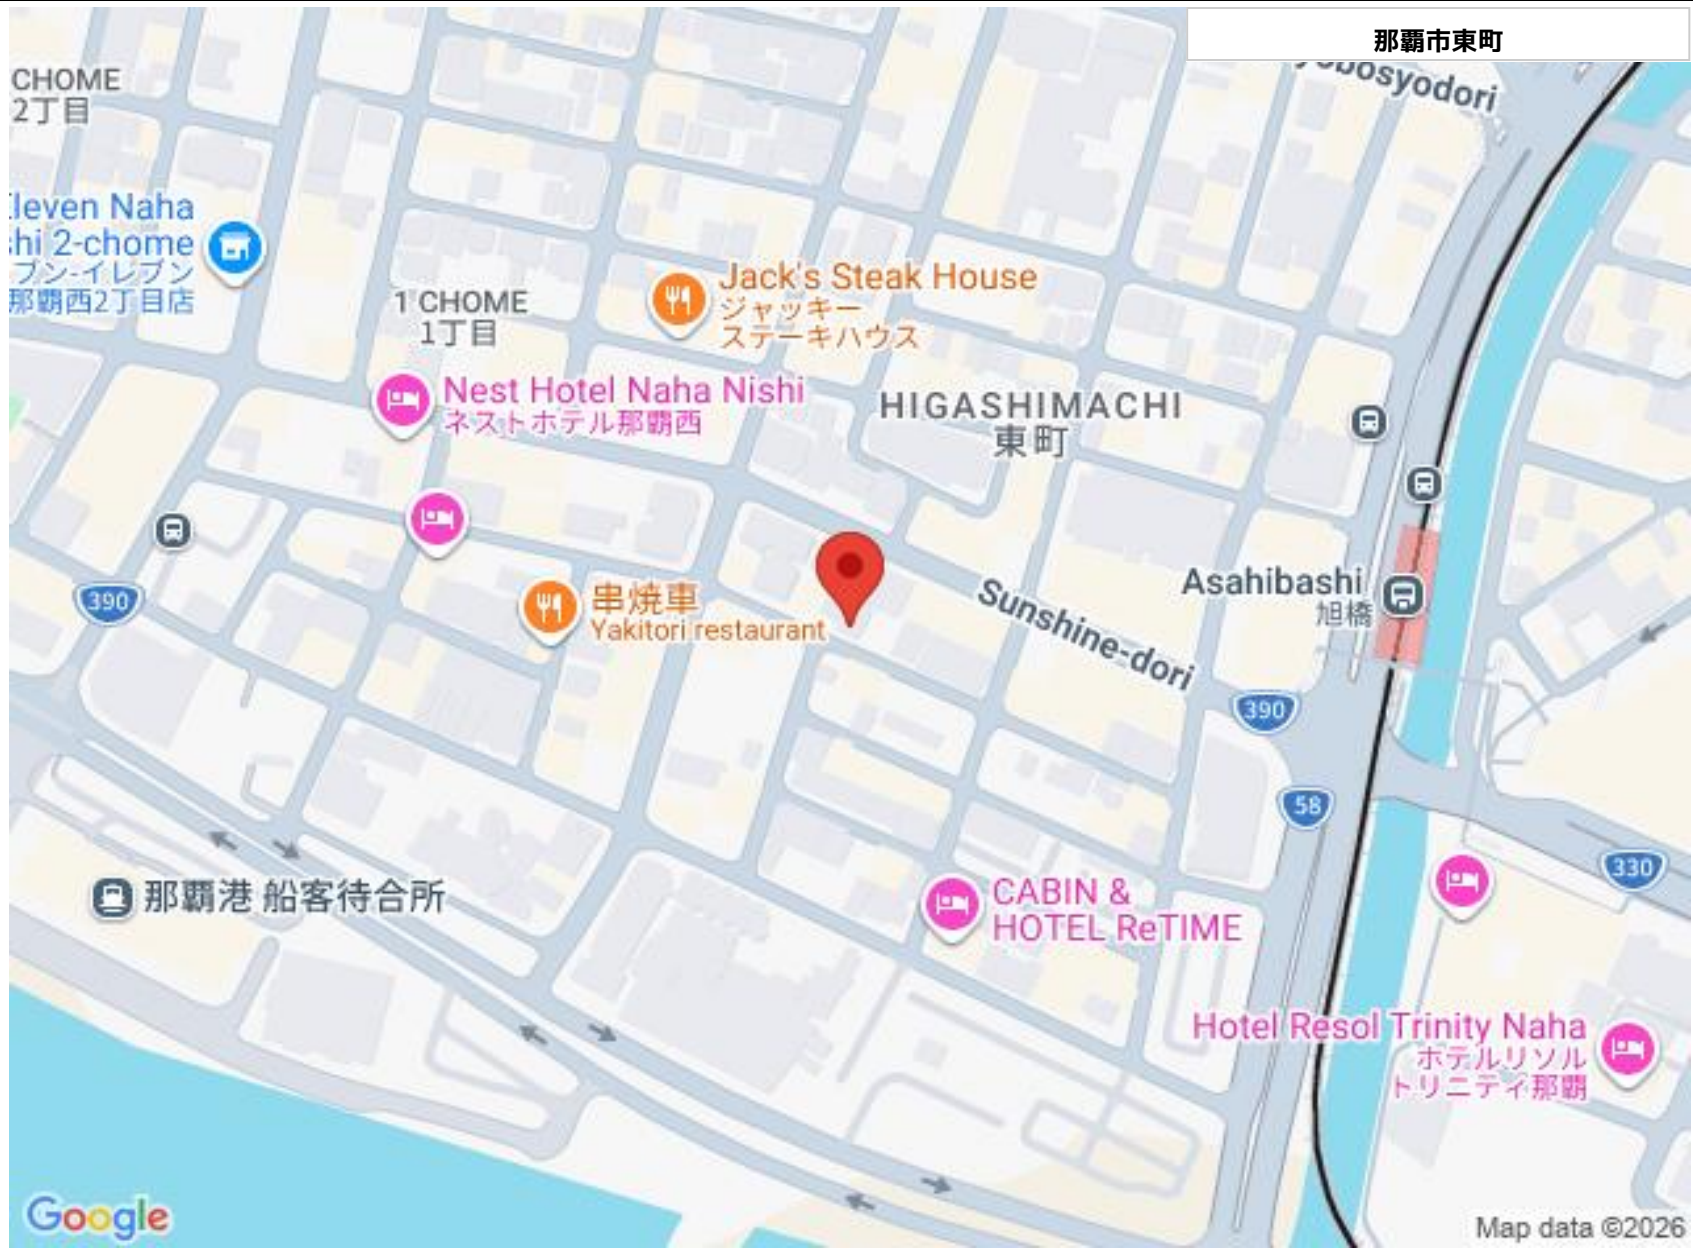 那覇市東町
yobosyodori
CHOME
2丁目
Eleven Naha
shi 2-chome
ブン-イレブン
那覇西2丁目店
1 CHOME
1丁目
Jack's Steak House
ジャッキー
ステーキハウス
Nest Hotel Naha Nishi
ネストホテル那覇西
HIGASHIMACHI
東町
390
串焼車
Yakitori restaurant
Sunshine-dori
Asahibashi
旭橋
390
58
330
那覇港 船客待合所
CABIN &
HOTEL ReTIME
Hotel Resol Trinity Naha
ホテルリソル
トリニティ那覇
Google
Map data ©2026